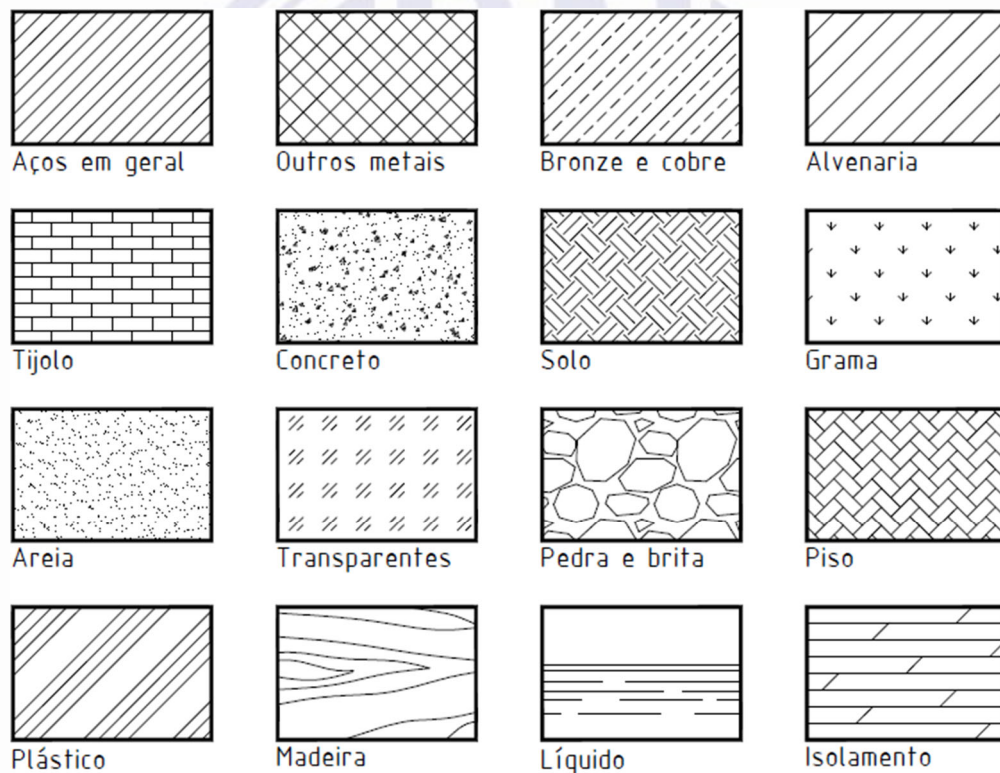 Aços em geral
Outros metais
Bronze e cobre
Alvenaria
Tijolo
Concreto
Solo
Grama
Areia
Transparentes
Pedra e brita
Piso
Plástico
Madeira
Líquido
Isolamento